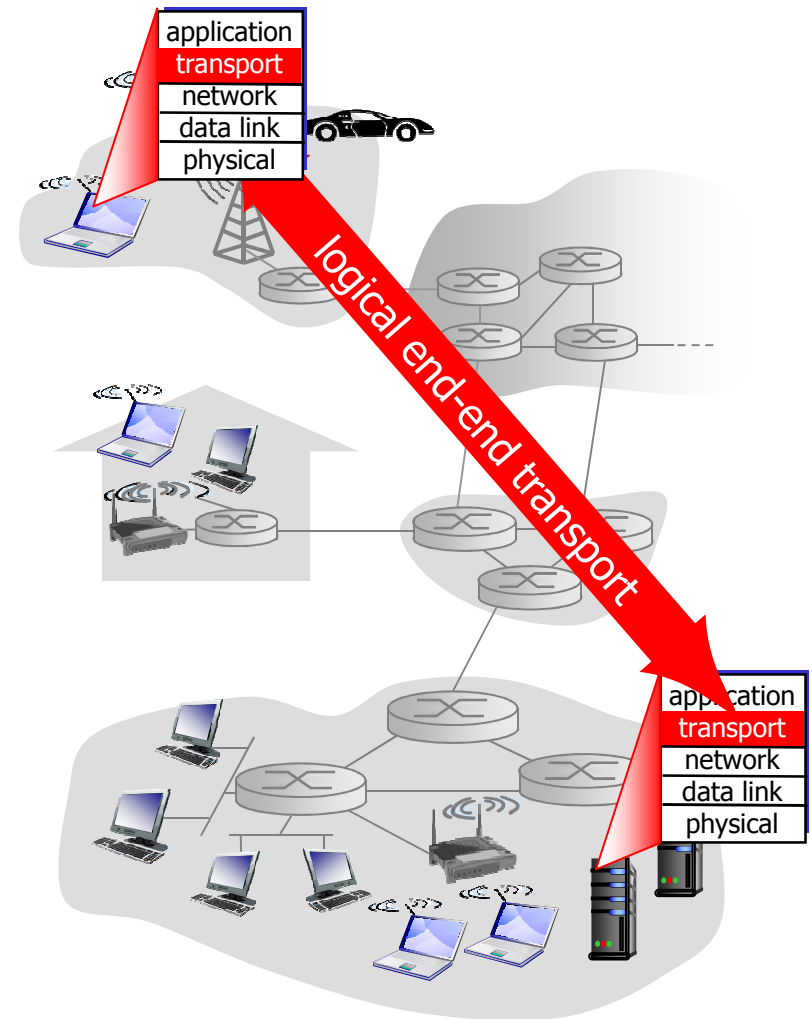 application
transport
network
data link
physical
logical end-end transport
application
transport
network
data link
physical